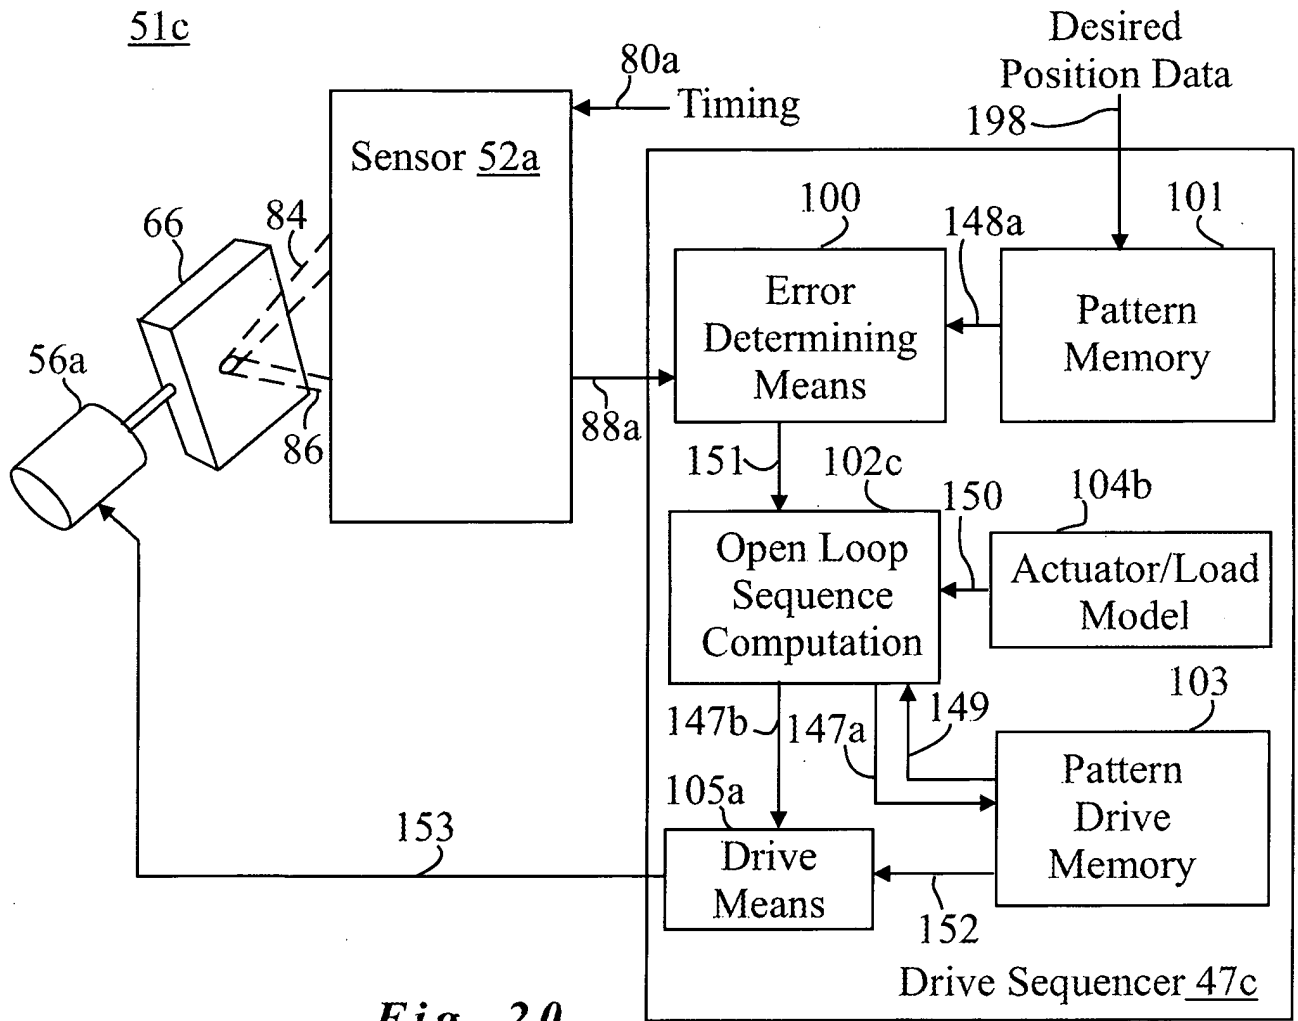 51c
Desired
Position Data
80a
Timing
198
Sensor 52a
100
101
148a
84
66
Error
Determining
Means
Pattern
Memory
56a
86
88a
151
102c
150
104b
Open Loop
Sequence
Computation
Actuator/Load
Model
147b
147a
149
103
105a
Pattern
Drive
Memory
153
Drive
Means
152
Drive Sequencer 47c
Fig. 20